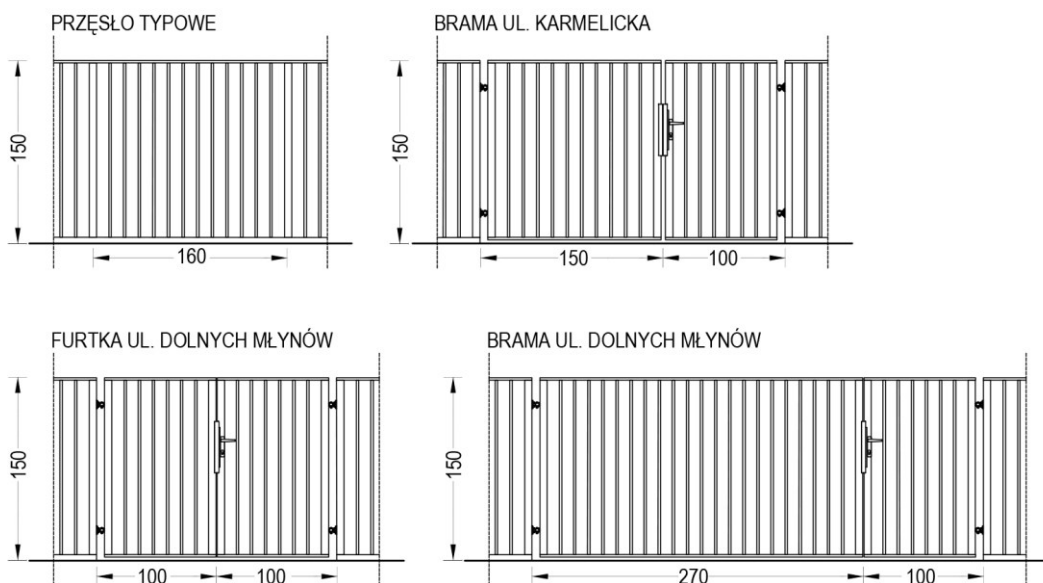 PRZĘSŁO TYPOWE
BRAMA UL. KARMELICKA
150
160
150
150
100
FURTKA UL. DOLNYCH MŁYNÓW
BRAMA UL. DOLNYCH MŁYNÓW
150
100
100
150
270
100